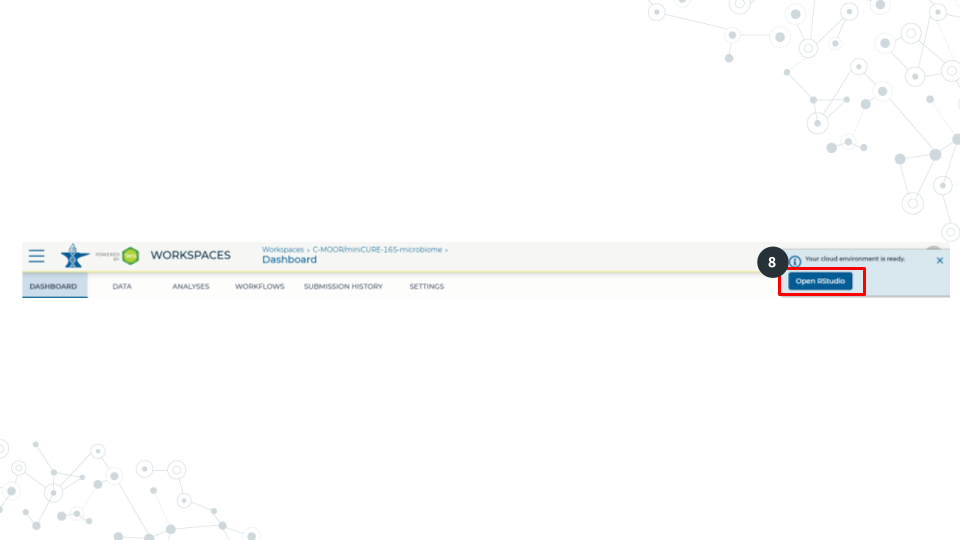 POWERED BY
WORKSPACES
Workspaces › C-MOOR/miniCURE-16S-microbiome ›
Dashboard
8
Your cloud environment is ready.
Open RStudio
DASHBOARD
DATA
ANALYSES
WORKFLOWS
SUBMISSION HISTORY
SETTINGS